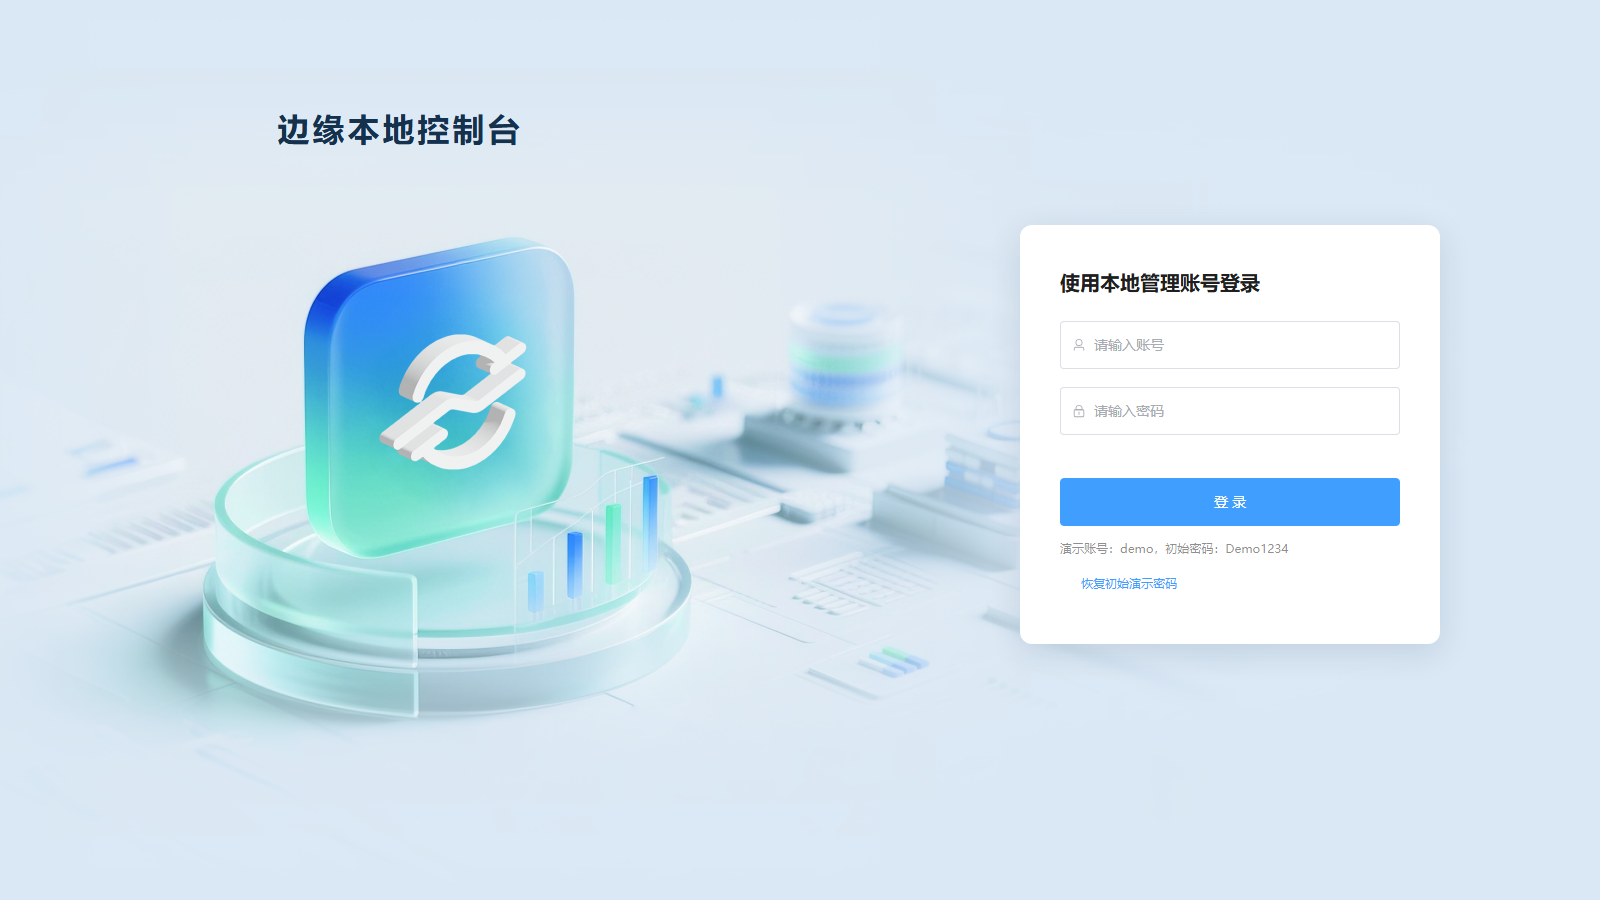 边缘本地控制台
使用本地管理账号登录
请输入账号
请输入密码
登 录
演示账号：demo，初始密码：Demo1234
恢复初始演示密码